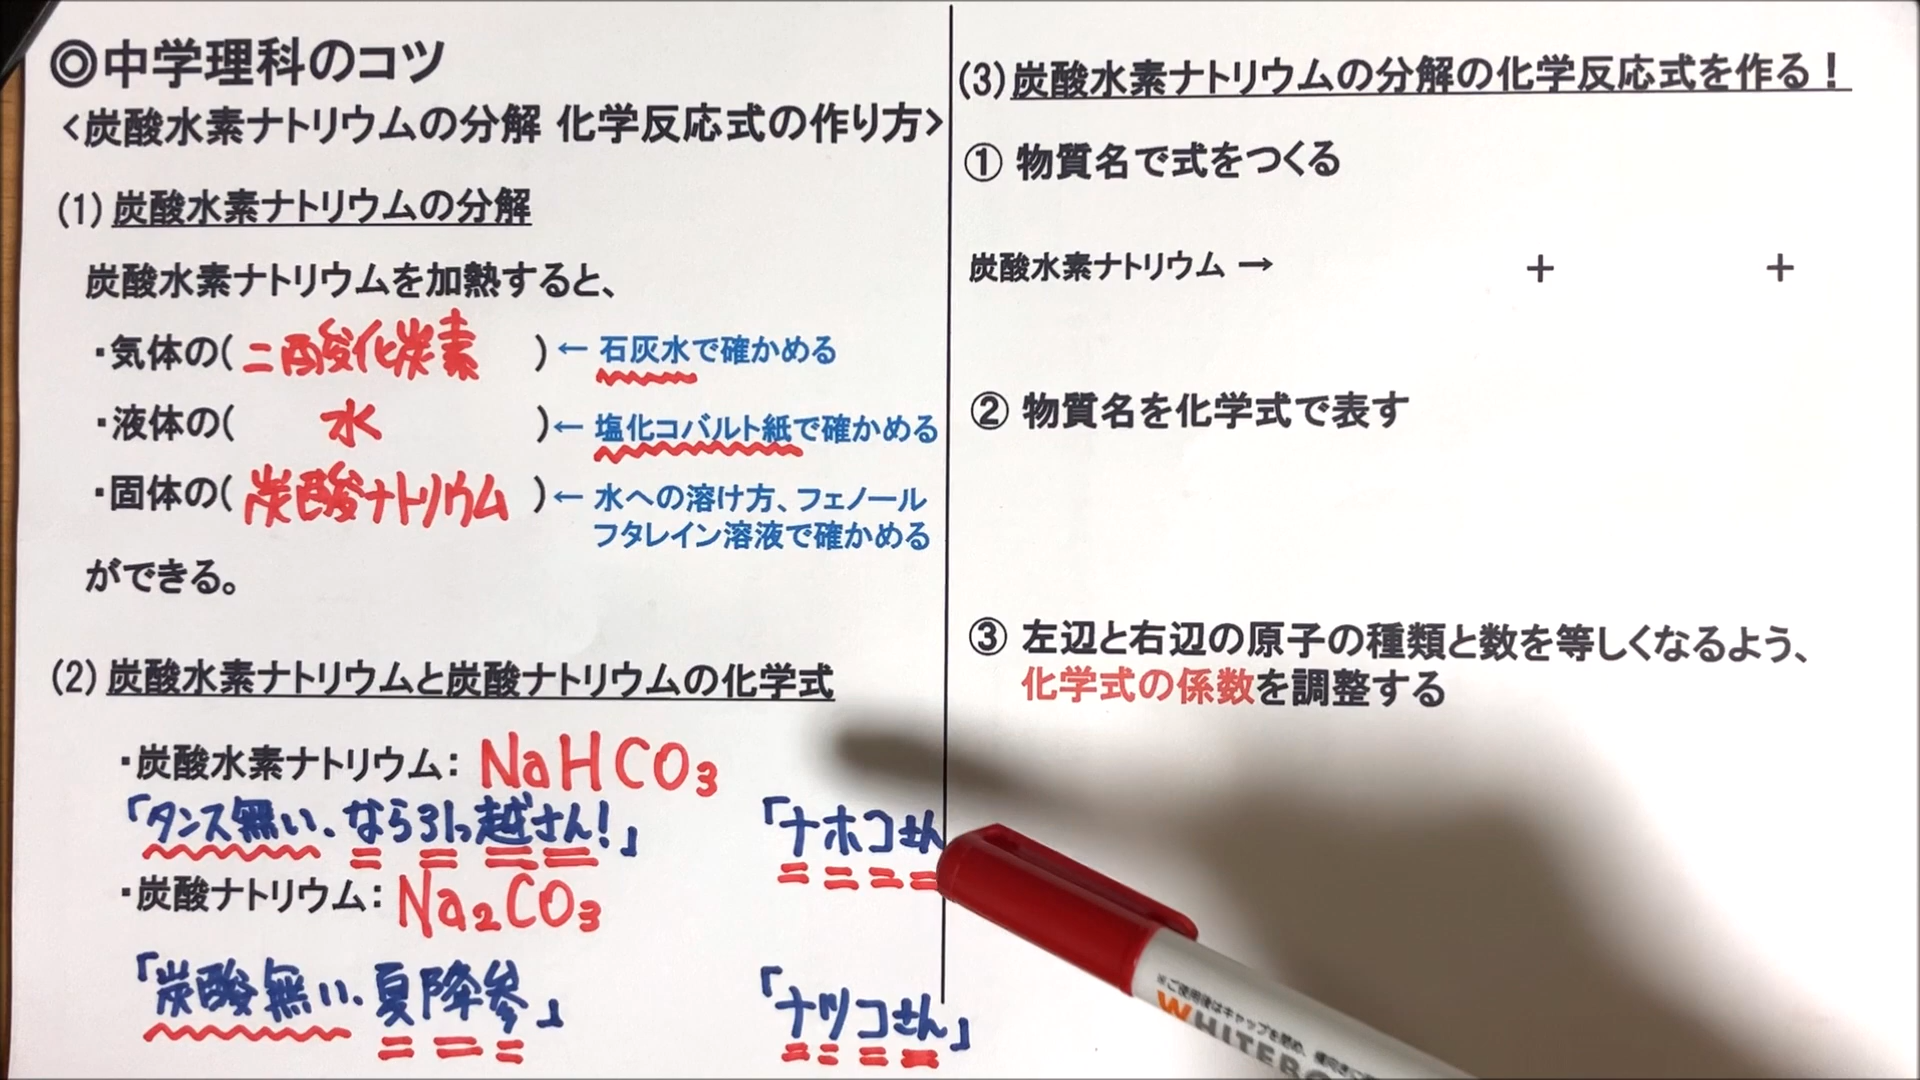 ◎中学理科のコツ
<炭酸水素ナトリウムの分解 化学反応式の作り方>
(1) 炭酸水素ナトリウムの分解
炭酸水素ナトリウムを加熱すると、
・気体の( 二酸化炭素 ) ← 石灰水で確かめる
・液体の( 水 ) ← 塩化コバルト紙で確かめる
・固体の( 炭酸ナトリウム ) ← 水への溶け方、フェノール
フタレイン溶液で確かめる
ができる。
(2) 炭酸水素ナトリウムと炭酸ナトリウムの化学式
・炭酸水素ナトリウム： NaHCO₃
「タンス無い、なら引っ越さん!」 「ナホコさん
・炭酸ナトリウム： Na₂CO₃
「炭酸無い、夏降参」 「ナツコさん」
(3) 炭酸水素ナトリウムの分解の化学反応式を作る！
① 物質名で式をつくる
炭酸水素ナトリウム → + +
② 物質名を化学式で表す
③ 左辺と右辺の原子の種類と数を等しくなるよう、
化学式の係数を調整する